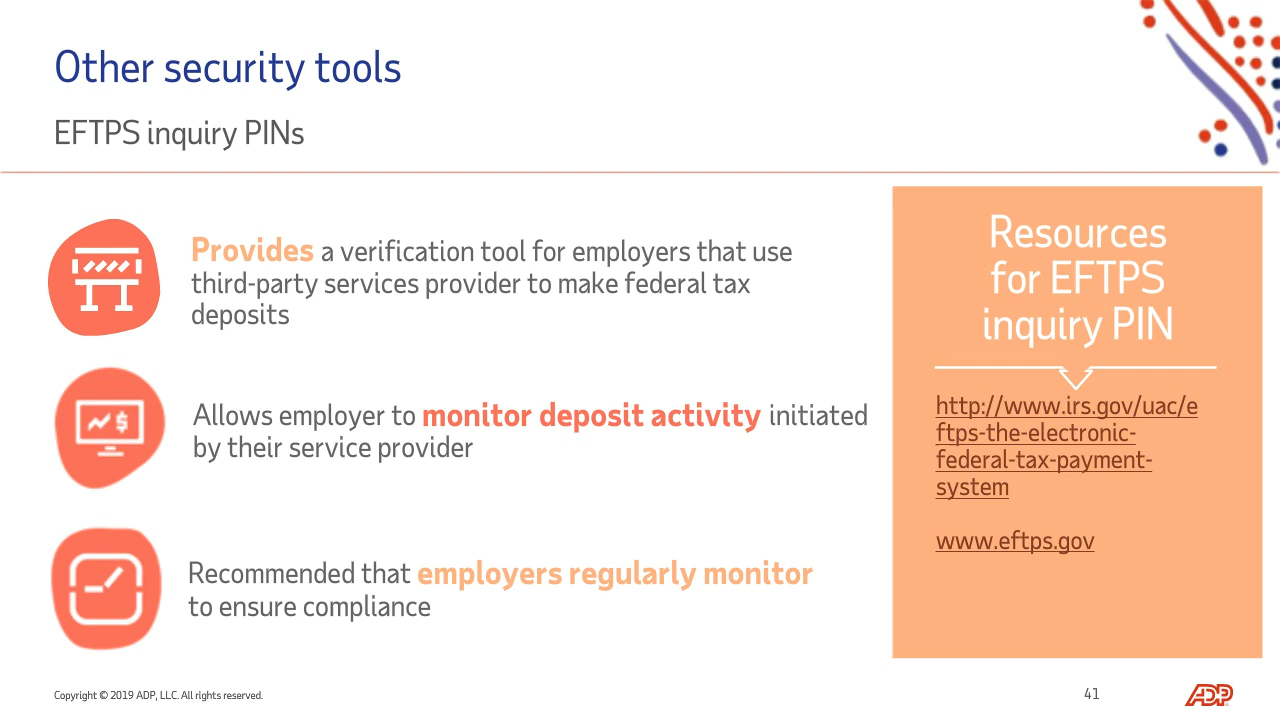 Other security tools
EFTPS inquiry PINs
Provides a verification tool for employers that use
third-party services provider to make federal tax
deposits
Allows employer to monitor deposit activity initiated
by their service provider
Recommended that employers regularly monitor
to ensure compliance
Resources
for EFTPS
inquiry PIN
http://www.irs.gov/uac/e
ftps-the-electronic-
federal-tax-payment-
system
www.eftps.gov
Copyright © 2019 ADP, LLC. All rights reserved.
41
ADP